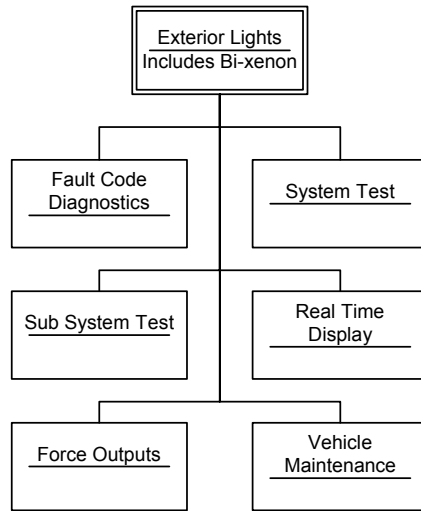 Exterior Lights
Includes Bi-xenon
Fault Code
Diagnostics
System Test
Sub System Test
Real Time
Display
Force Outputs
Vehicle
Maintenance